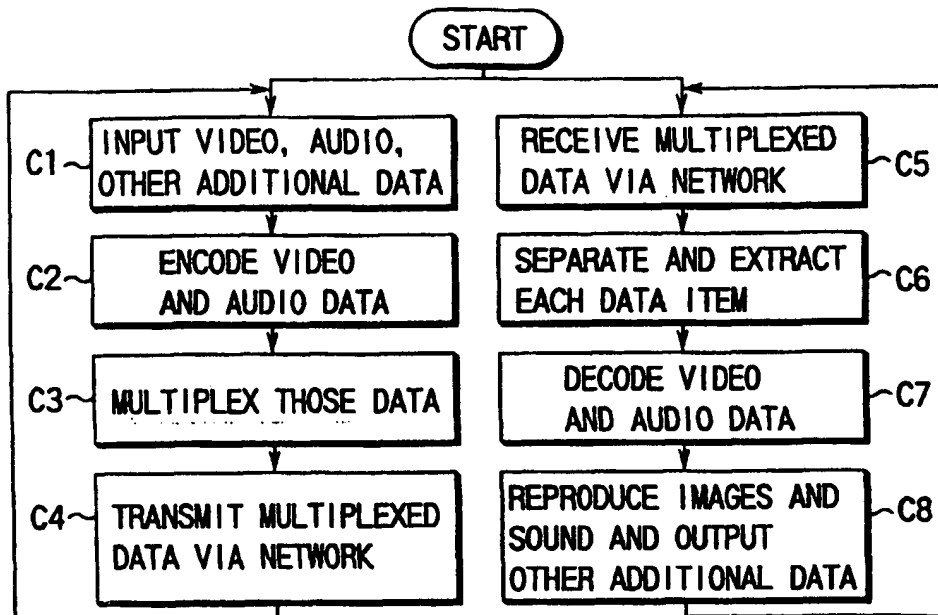 START
C1
INPUT VIDEO, AUDIO,
OTHER ADDITIONAL DATA
C2
ENCODE VIDEO
AND AUDIO DATA
C3
MULTIPLEX THOSE DATA
C4
TRANSMIT MULTIPLEXED
DATA VIA NETWORK
RECEIVE MULTIPLEXED
DATA VIA NETWORK
C5
SEPARATE AND EXTRACT
EACH DATA ITEM
C6
DECODE VIDEO
AND AUDIO DATA
C7
REPRODUCE IMAGES AND
SOUND AND OUTPUT
OTHER ADDITIONAL DATA
C8